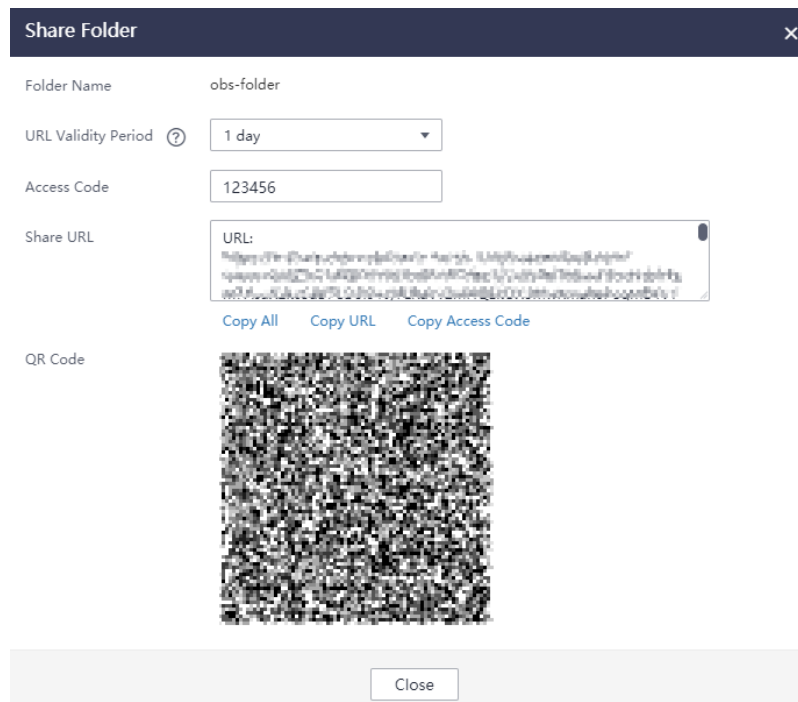 Share Folder
Folder Name obs-folder
URL Validity Period ? 1 day
Access Code 123456
Share URL URL:
Copy All Copy URL Copy Access Code
QR Code
Close